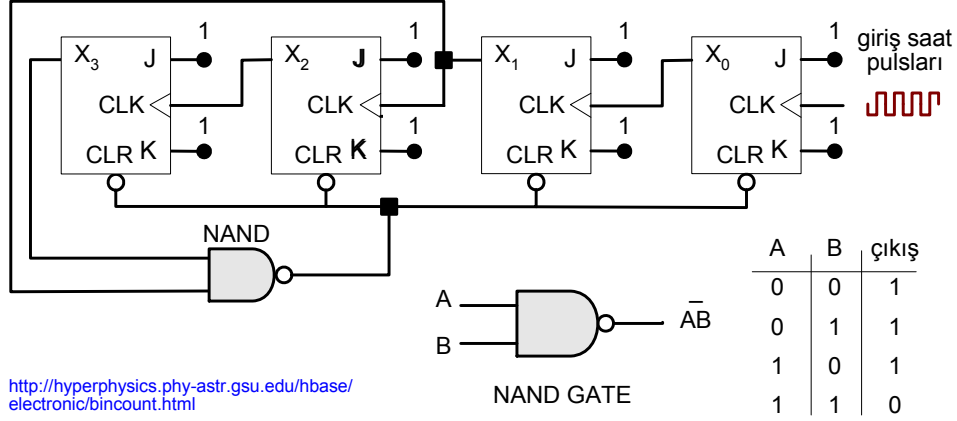 1 1 1 1 giriş saat
pulsları
X3 J X2 J X1 J X0 J
CLK CLK CLK CLK
1 1 1 1
CLR K CLR K CLR K CLR K
NAND
A B çıkış
0 0 1
0 1 1
1 0 1
1 1 0
A
B
A̅B̅
NAND GATE
http://hyperphysics.phy-astr.gsu.edu/hbase/
electronic/bincount.html